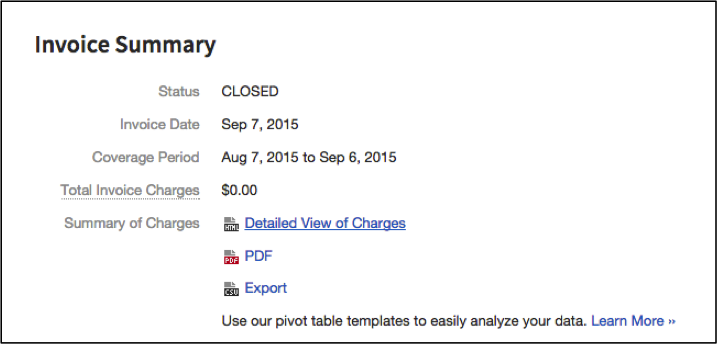 Invoice Summary
Status CLOSED
Invoice Date Sep 7, 2015
Coverage Period Aug 7, 2015 to Sep 6, 2015
Total Invoice Charges $0.00
Summary of Charges HTML Detailed View of Charges
PDF PDF
CSV Export
Use our pivot table templates to easily analyze your data. Learn More ››